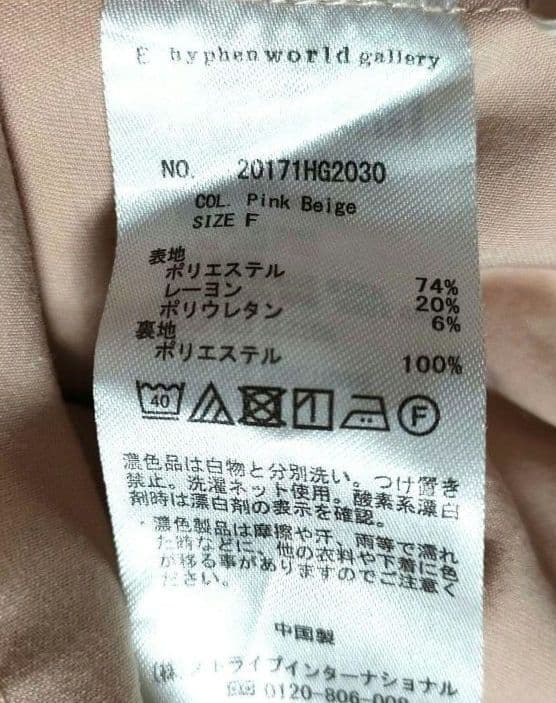 E hyphen world gallery
NO. 20171HG2030
COL. Pink Beige
SIZE F
表地
ポリエステル 74%
レーヨン 20%
ポリウレタン 6%
裏地
ポリエステル 100%
40
F
濃色品は白物と分別洗い。つけ置き
禁止。洗濯ネット使用。酸素系漂白
剤時は漂白剤の表示を確認。
・濃色製品は摩擦や汗、雨等で濡れ
た時などに、他の衣料や下着に色
が移る事がありますのでご注意く
ださい。
中国製
(株)ストライプインターナショナル
0120-806-008